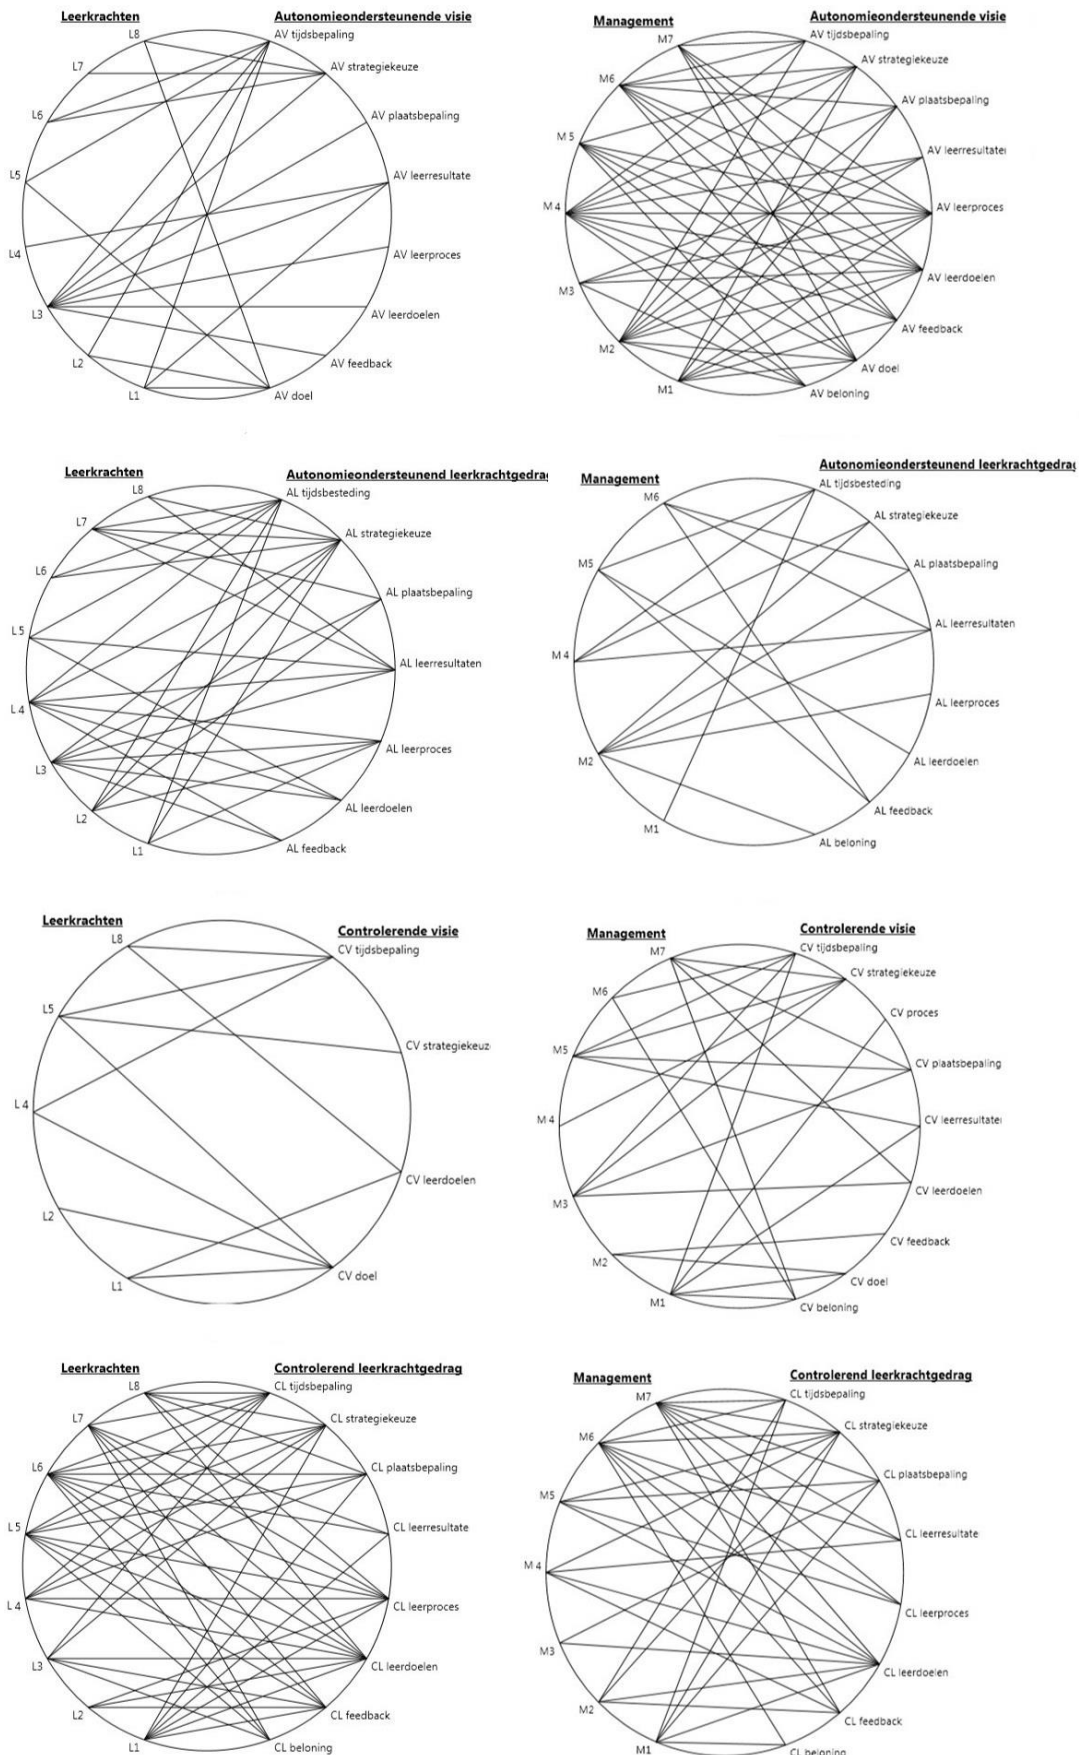 Leerkrachten
Autonomieondersteunende visie
L8
AV tijdsbepaling
L7
AV strategiekeuze
L6
AV plaatsbepaling
L5
AV leerresultate
L4
AV leerproces
L3
AV leerdoelen
L2
AV feedback
L1
AV doel
Management
Autonomieondersteunende visie
M7
AV tijdsbepaling
M6
AV strategiekeuze
AV plaatsbepaling
M5
AV leerresultater
M4
AV leerproces
AV leerdoelen
M3
AV feedback
M2
AV doel
M1
AV beloning
Leerkrachten
Autonomieondersteunend leerkrachtgedrag
L8
AL tijdsbesteding
L7
AL strategiekeuze
L6
AL plaatsbepaling
L5
AL leerresultaten
L4
AL leerproces
L3
AL leerdoelen
L2
AL feedback
L1
Management
Autonomieondersteunend leerkrachtgedrag
M6
AL tijdsbesteding
AL strategiekeuze
M5
AL plaatsbepaling
AL leerresultaten
M4
AL leerproces
M2
AL leerdoelen
AL feedback
M1
AL beloning
Leerkrachten
Controlerende visie
L8
CV tijdsbepaling
L5
CV strategiekeuz
L4
CV leerdoelen
L2
CV doel
L1
Management
Controlerende visie
M7
CV tijdsbepaling
CV strategiekeuze
M6
CV proces
M5
CV plaatsbepaling
M4
CV leerresultater
CV leerdoelen
M3
CV feedback
M2
CV doel
M1
CV beloning
Leerkrachten
Controlerend leerkrachtgedrag
L8
CL tijdsbepaling
L7
CL strategiekeuze
L6
CL plaatsbepaling
L5
CL leerresultate
L4
CL leerproces
L3
CL leerdoelen
L2
CL feedback
L1
CL beloning
Management
Controlerend leerkrachtgedrag
M7
CL tijdsbepaling
M6
CL strategiekeuze
CL plaatsbepaling
M5
CL leerresultate
M4
CL leerproces
M3
CL leerdoelen
M2
CL feedback
M1
CL beloning